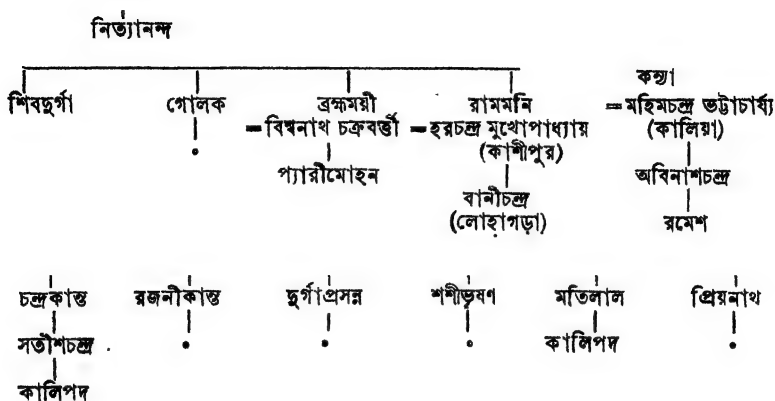 নিত্যানন্দ
কন্যা
শিবদুর্গা গোলক ব্রহ্মময়ী রামমনি =মহিমচন্দ্র ভট্টাচার্য্য
=বিশ্বনাথ চক্রবর্ত্তী =হরচন্দ্র মুখোপাধ্যায় (কালিয়া)
(কাশীপুর)
প্যারীমোহন অবিনাশচন্দ্র
বানীচন্দ্র
(লোহাগড়া) রমেশ
চন্দ্রকান্ত রজনীকান্ত দুর্গাপ্রসন্ন শশীভূষণ মতিলাল প্রিয়নাথ
সতীশচন্দ্র কালিপদ
কালিপদ